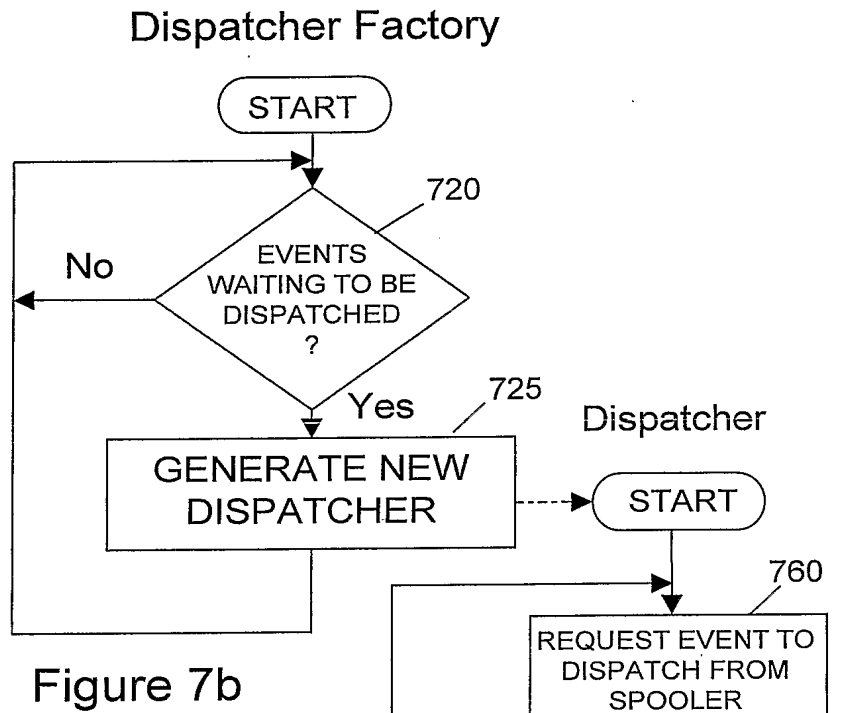 Dispatcher Factory
START
720
EVENTS
WAITING TO BE
DISPATCHED
?
No
Yes
725
GENERATE NEW
DISPATCHER
Dispatcher
START
760
REQUEST EVENT TO
DISPATCH FROM
SPOOLER
Figure 7b